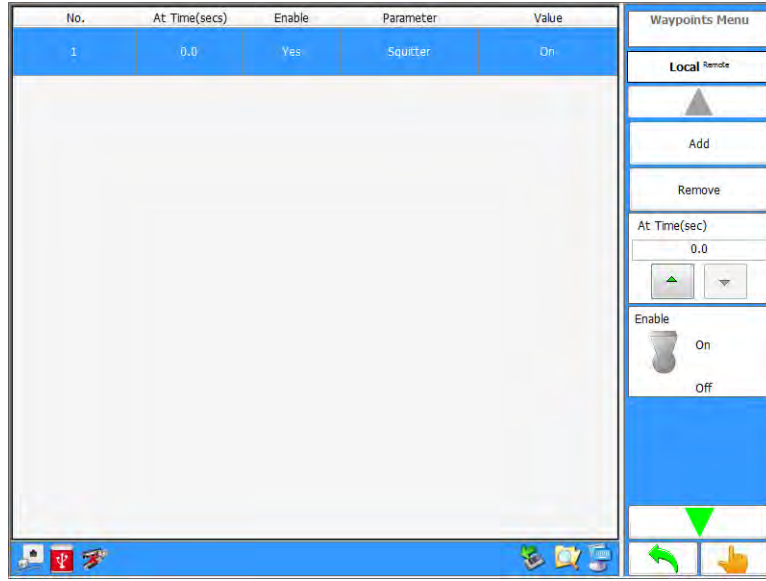 No. At Time(secs) Enable Parameter Value
1 0.0 Yes Squitter On
Waypoints Menu
Local Remote
Add
Remove
At Time(sec)
0.0
Enable
On
Off